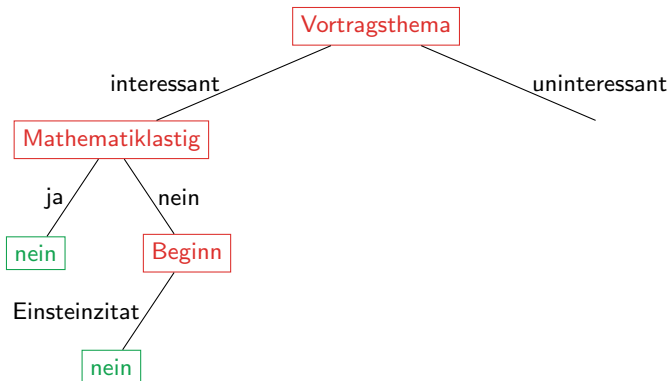 Vortragsthema
interessant
uninteressant
Mathematiklastig
ja
nein
nein
Beginn
Einsteinzitat
nein